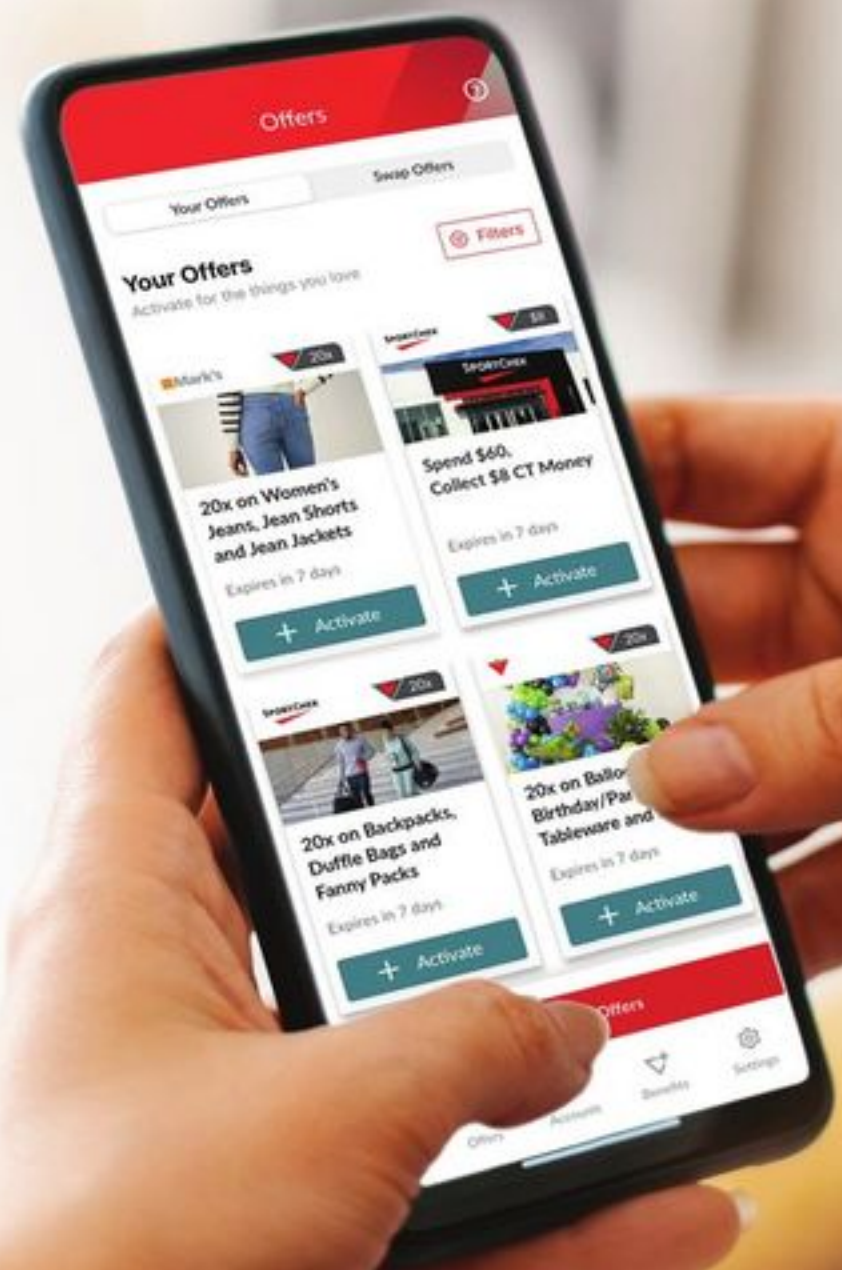 Offers
Your Offers
Swap Offers
Your Offers
Activate for the things you love
Filters
Mark's
20x
20x on Women's
Jeans, Jean Shorts
and Jean Jackets
Expires in 7 days
+ Activate
SPORTCHEK
$8
SPORTCHEK
Spend $60,
Collect $8 CT Money
Expires in 7 days
+ Activate
SPORTCHEK
20x
20x on Backpacks,
Duffle Bags and
Fanny Packs
Expires in 7 days
+ Activate
20x
20x on
Tableware and
Expires in 7 days
+ Activate
Offers
Offers
Accounts
Benefits
Settings